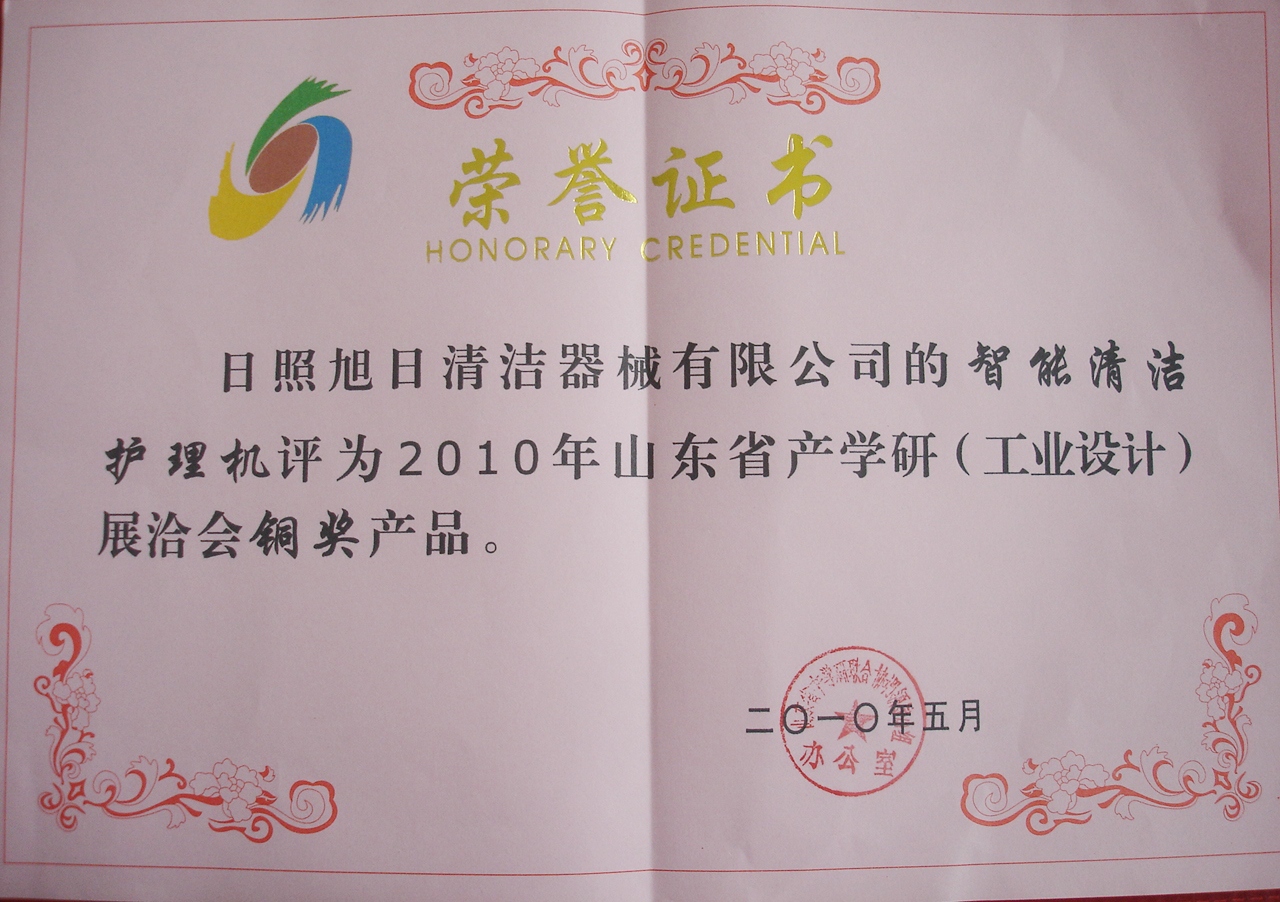 荣誉证书
HONORARY CREDENTIAL
日照旭日清洁器械有限公司的智能清洁
护理机评为2010年山东省产学研（工业设计）
展洽会铜奖产品。
二〇一〇年五月
办公室